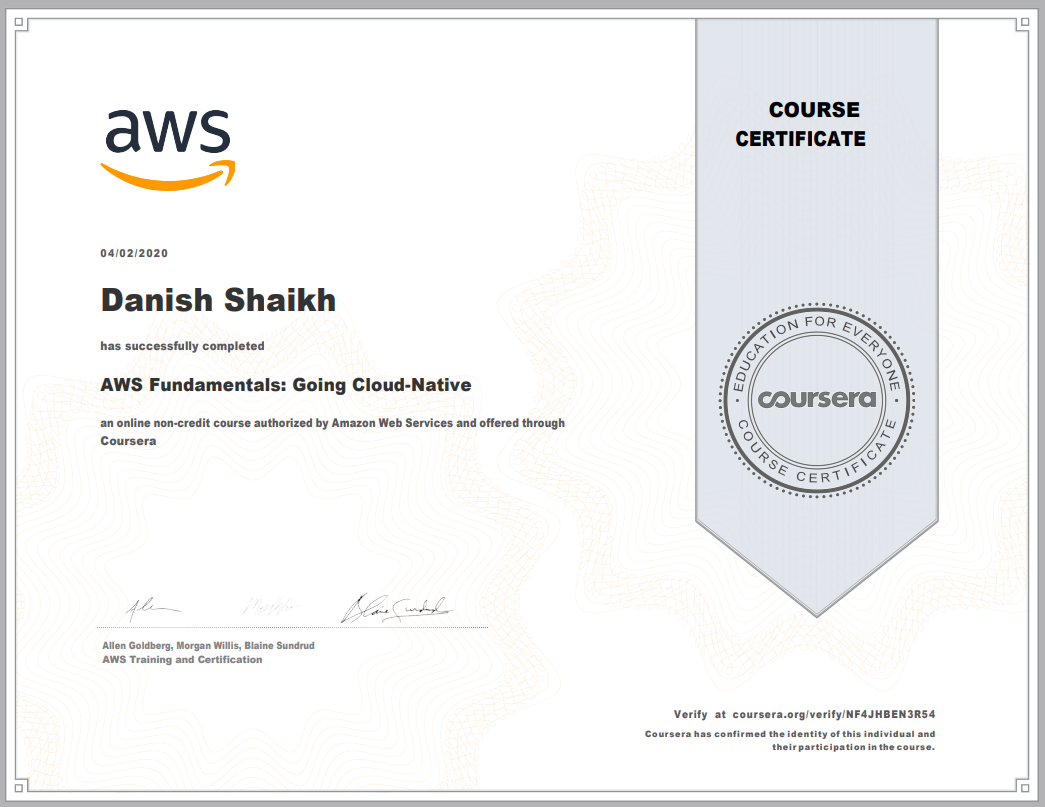 aws
COURSE
CERTIFICATE
04/02/2020
Danish Shaikh
has successfully completed
AWS Fundamentals: Going Cloud-Native
an online non-credit course authorized by Amazon Web Services and offered through
Coursera
EDUCATION FOR EVERYONE
coursera
COURSE CERTIFICATE
Blaine Sundrud
Allen Goldberg, Morgan Willis, Blaine Sundrud
AWS Training and Certification
Verify at coursera.org/verify/NF4JHBEN3R54
Coursera has confirmed the identity of this individual and
their participation in the course.